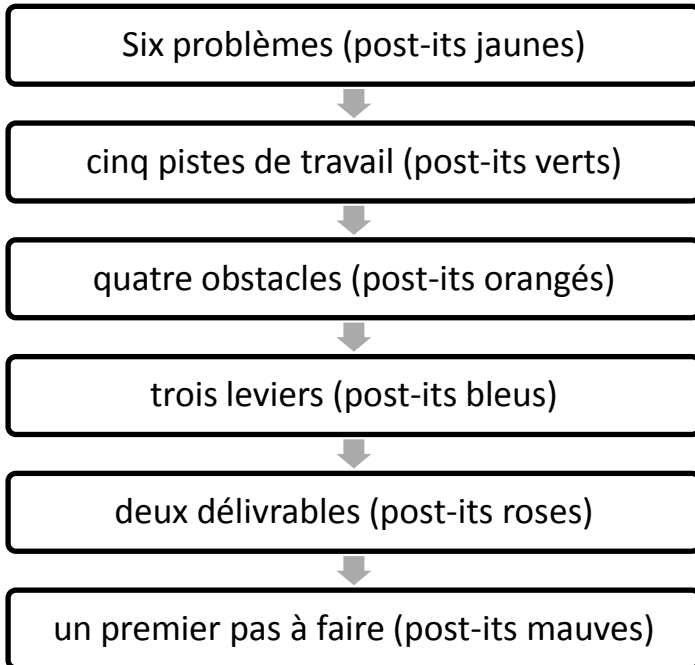 Six problèmes (post-its jaunes)
cinq pistes de travail (post-its verts)
quatre obstacles (post-its orangés)
trois leviers (post-its bleus)
deux délivrables (post-its roses)
un premier pas à faire (post-its mauves)